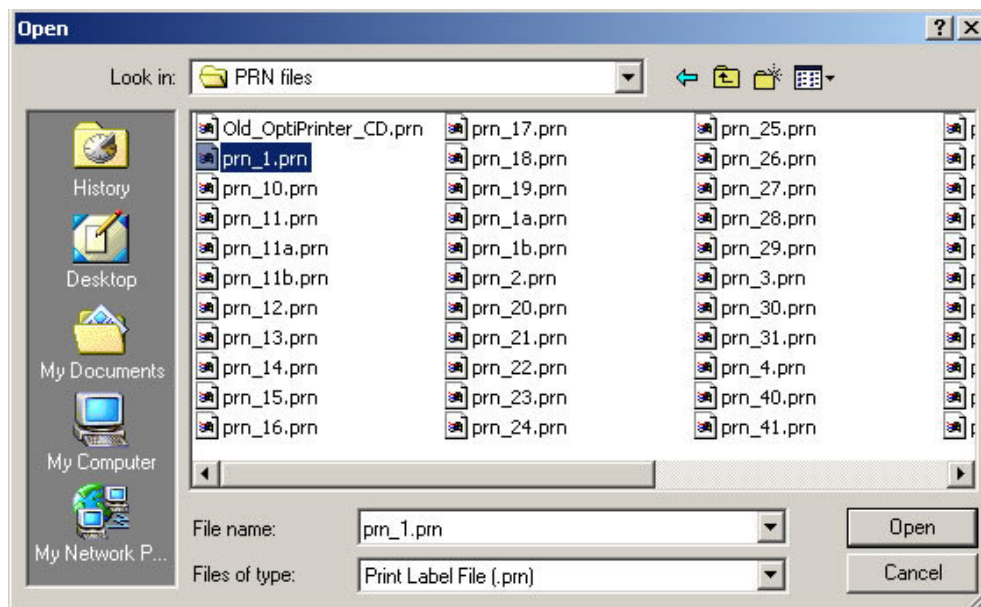 Open
Look in: PRN files
History
Desktop
My Documents
My Computer
My Network P...
Old_OptiPrinter_CD.prn
prn_1.prn
prn_10.prn
prn_11.prn
prn_11a.prn
prn_11b.prn
prn_12.prn
prn_13.prn
prn_14.prn
prn_15.prn
prn_16.prn
prn_17.prn
prn_18.prn
prn_19.prn
prn_1a.prn
prn_1b.prn
prn_2.prn
prn_20.prn
prn_21.prn
prn_22.prn
prn_23.prn
prn_24.prn
prn_25.prn
prn_26.prn
prn_27.prn
prn_28.prn
prn_29.prn
prn_3.prn
prn_30.prn
prn_31.prn
prn_4.prn
prn_40.prn
prn_41.prn
File name: prn_1.prn
Open
Files of type: Print Label File (.prn)
Cancel